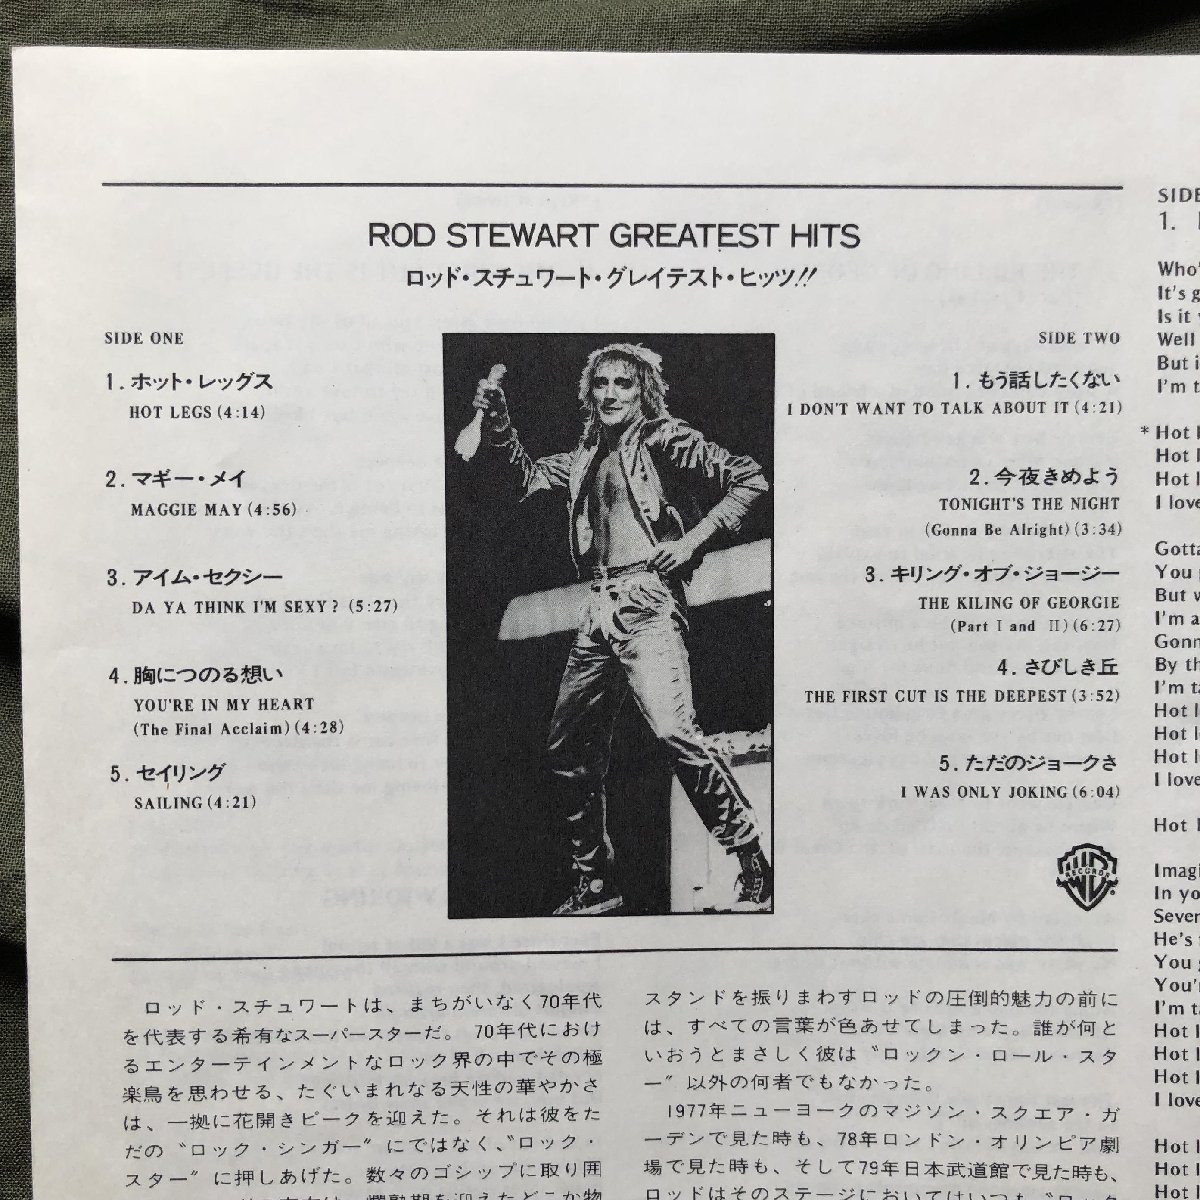 ROD STEWART GREATEST HITS
ロッド・スチュワート・グレイテスト・ヒッツ!!
SIDE ONE
1.ホット・レッグス
HOT LEGS (4:14)
2.マギー・メイ
MAGGIE MAY (4:56)
3.アイム・セクシー
DA YA THINK I'M SEXY? (5:27)
4.胸につのる想い
YOU'RE IN MY HEART
(The Final Acclaim) (4:28)
5.セイリング
SAILING (4:21)
SIDE TWO
1.もう話したくない
I DON'T WANT TO TALK ABOUT IT (4:21)
2.今夜きめよう
TONIGHT'S THE NIGHT
(Gonna Be Alright) (3:34)
3.キリング・オブ・ジョージー
THE KILING OF GEORGIE
(Part I and II) (6:27)
4.さびしき丘
THE FIRST CUT IS THE DEEPEST (3:52)
5.ただのジョークさ
I WAS ONLY JOKING (6:04)
RECORDS
ロッド・スチュワートは、まちがいなく70年代
を代表する希有なスーパースターだ。70年代におけ
るエンターテインメントなロック界の中でその極
楽鳥を思わせる、たぐいまれなる天性の華やかさ
は、一拠に花開きピークを迎えた。それは彼をた
だの〝ロック・シンガー〞にではなく、〝ロック・
スター〞に押しあげた。数々のゴシップに取り囲
スタンドを振りまわすロッドの圧倒的魅力の前に
は、すべての言葉が色あせてしまった。誰が何と
いおうとまさしく彼は〝ロックン・ロール・スタ
ー〞以外の何者でもなかった。
1977年ニューヨークのマジソン・スクエア・ガ
ーデンで見た時も、78年ロンドン・オリンピア劇
場で見た時も、そして79年日本武道館で見た時も、
ロッドはそのステージにおいてはいつも〝ロック
SIDE
1.
Who'
It's g
Is it
Well
But i
I'm t
* Hot l
Hot l
Hot l
I love
Gotta
You
But w
I'm a
Gonn
By th
I'm ta
Hot l
Hot l
Hot l
I love
Hot l
Imag
In yo
Seven
He's
You
You'r
I'm ta
Hot l
Hot l
Hot l
I love
Hot l
Hot l
Hot l